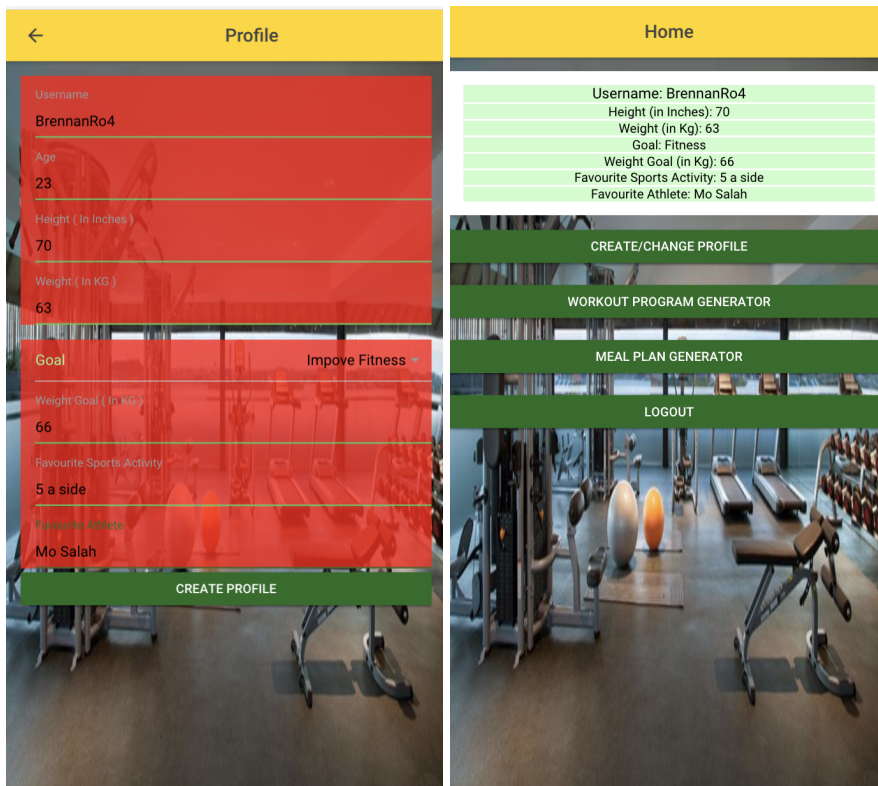 Profile
Username
BrennanRo4
Age
23
Height ( In Inches )
70
Weight ( In KG )
63
Goal Impove Fitness
Weight Goal ( In KG )
66
Favourite Sports Activity
5 a side
Favourite Athlete
Mo Salah
CREATE PROFILE
Home
Username: BrennanRo4
Height (in Inches): 70
Weight (in Kg): 63
Goal: Fitness
Weight Goal (in Kg): 66
Favourite Sports Activity: 5 a side
Favourite Athlete: Mo Salah
CREATE/CHANGE PROFILE
WORKOUT PROGRAM GENERATOR
MEAL PLAN GENERATOR
LOGOUT